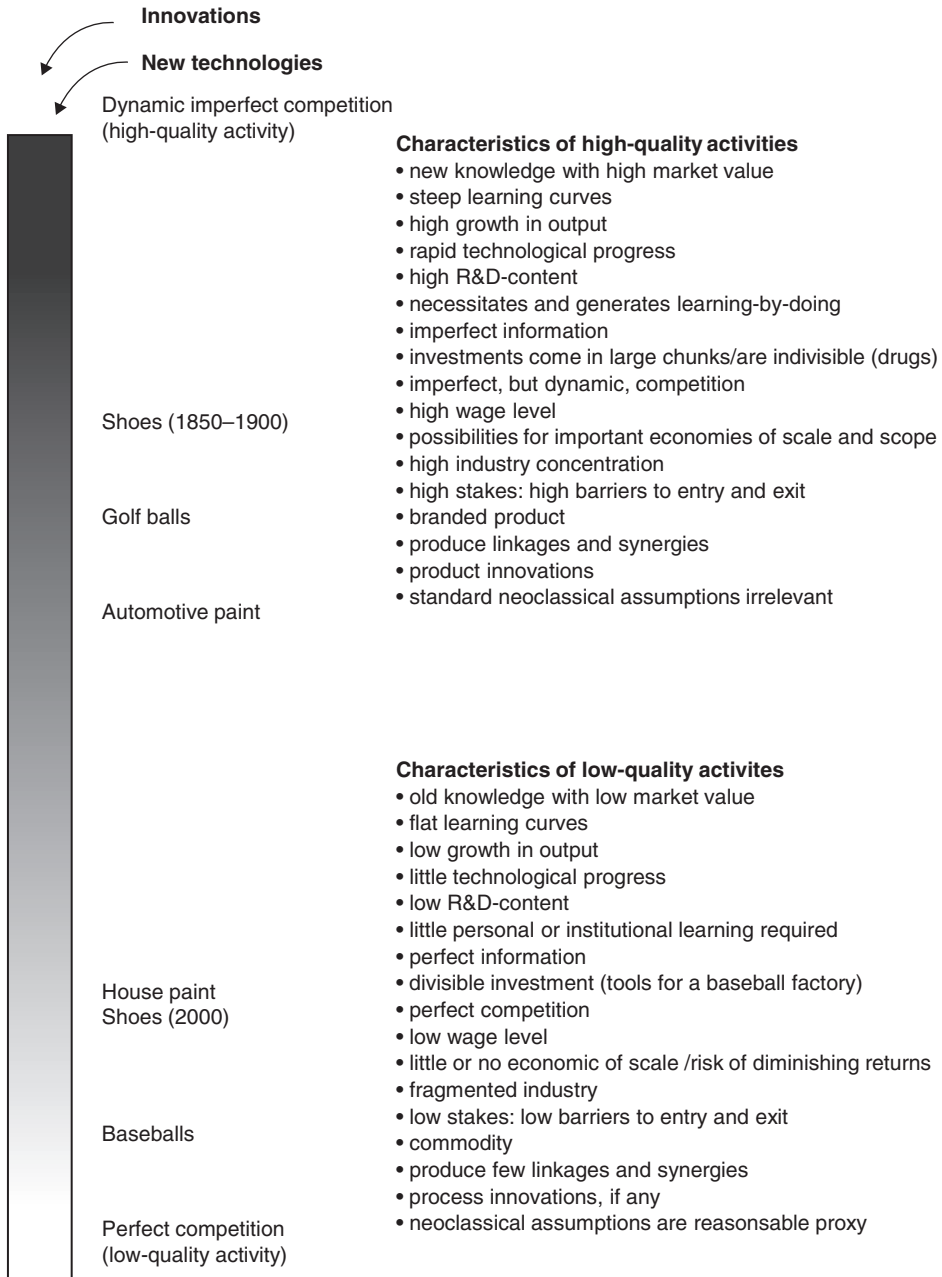 Innovations
New technologies
Dynamic imperfect competition
(high-quality activity)
Characteristics of high-quality activities
• new knowledge with high market value
• steep learning curves
• high growth in output
• rapid technological progress
• high R&D-content
• necessitates and generates learning-by-doing
• imperfect information
• investments come in large chunks/are indivisible (drugs)
• imperfect, but dynamic, competition
Shoes (1850–1900)
• high wage level
• possibilities for important economies of scale and scope
• high industry concentration
• high stakes: high barriers to entry and exit
Golf balls
• branded product
• produce linkages and synergies
• product innovations
• standard neoclassical assumptions irrelevant
Automotive paint
Characteristics of low-quality activites
• old knowledge with low market value
• flat learning curves
• low growth in output
• little technological progress
• low R&D-content
• little personal or institutional learning required
• perfect information
• divisible investment (tools for a baseball factory)
House paint
Shoes (2000)
• perfect competition
• low wage level
• little or no economic of scale /risk of diminishing returns
• fragmented industry
• low stakes: low barriers to entry and exit
Baseballs
• commodity
• produce few linkages and synergies
• process innovations, if any
• neoclassical assumptions are reasonsable proxy
Perfect competition
(low-quality activity)